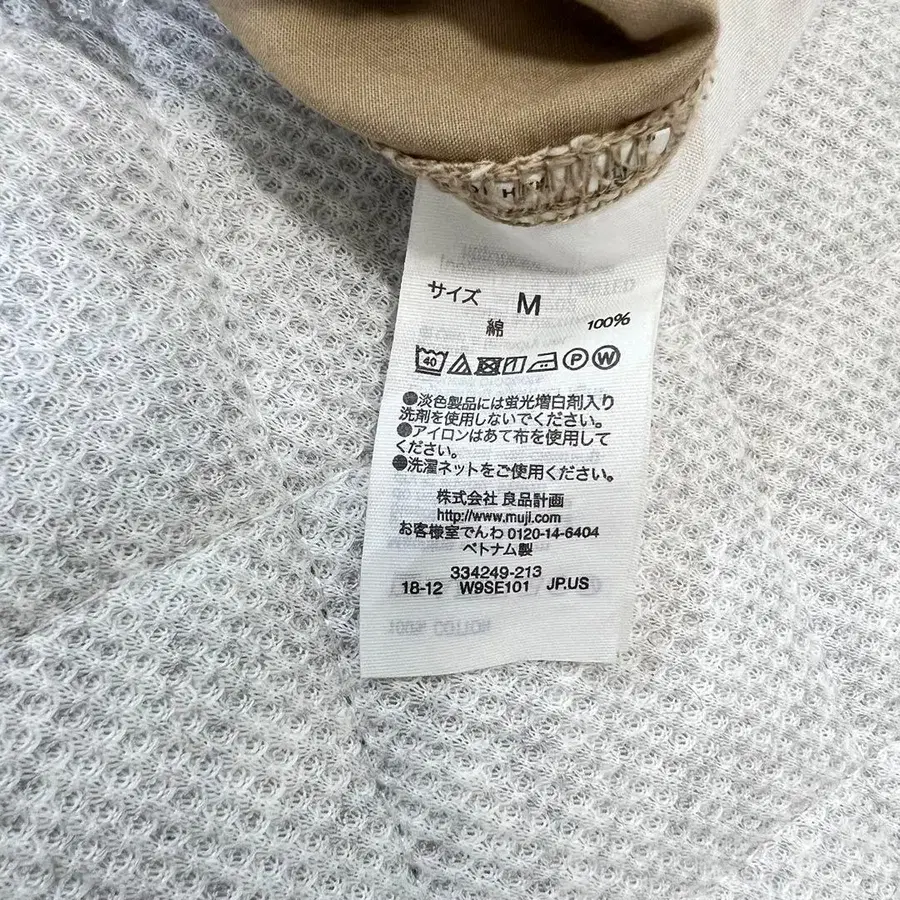 サイズ M
綿 100%
40 P W
●淡色製品には蛍光増白剤入り
洗剤を使用しないでください。
●アイロンはあて布を使用して
ください。
●洗濯ネットをご使用ください。
株式会社 良品計画
http://www.muji.com
お客様室でんわ 0120-14-6404
ベトナム製
334249-213
18-12 W9SE101 JP.US
100% COTTON